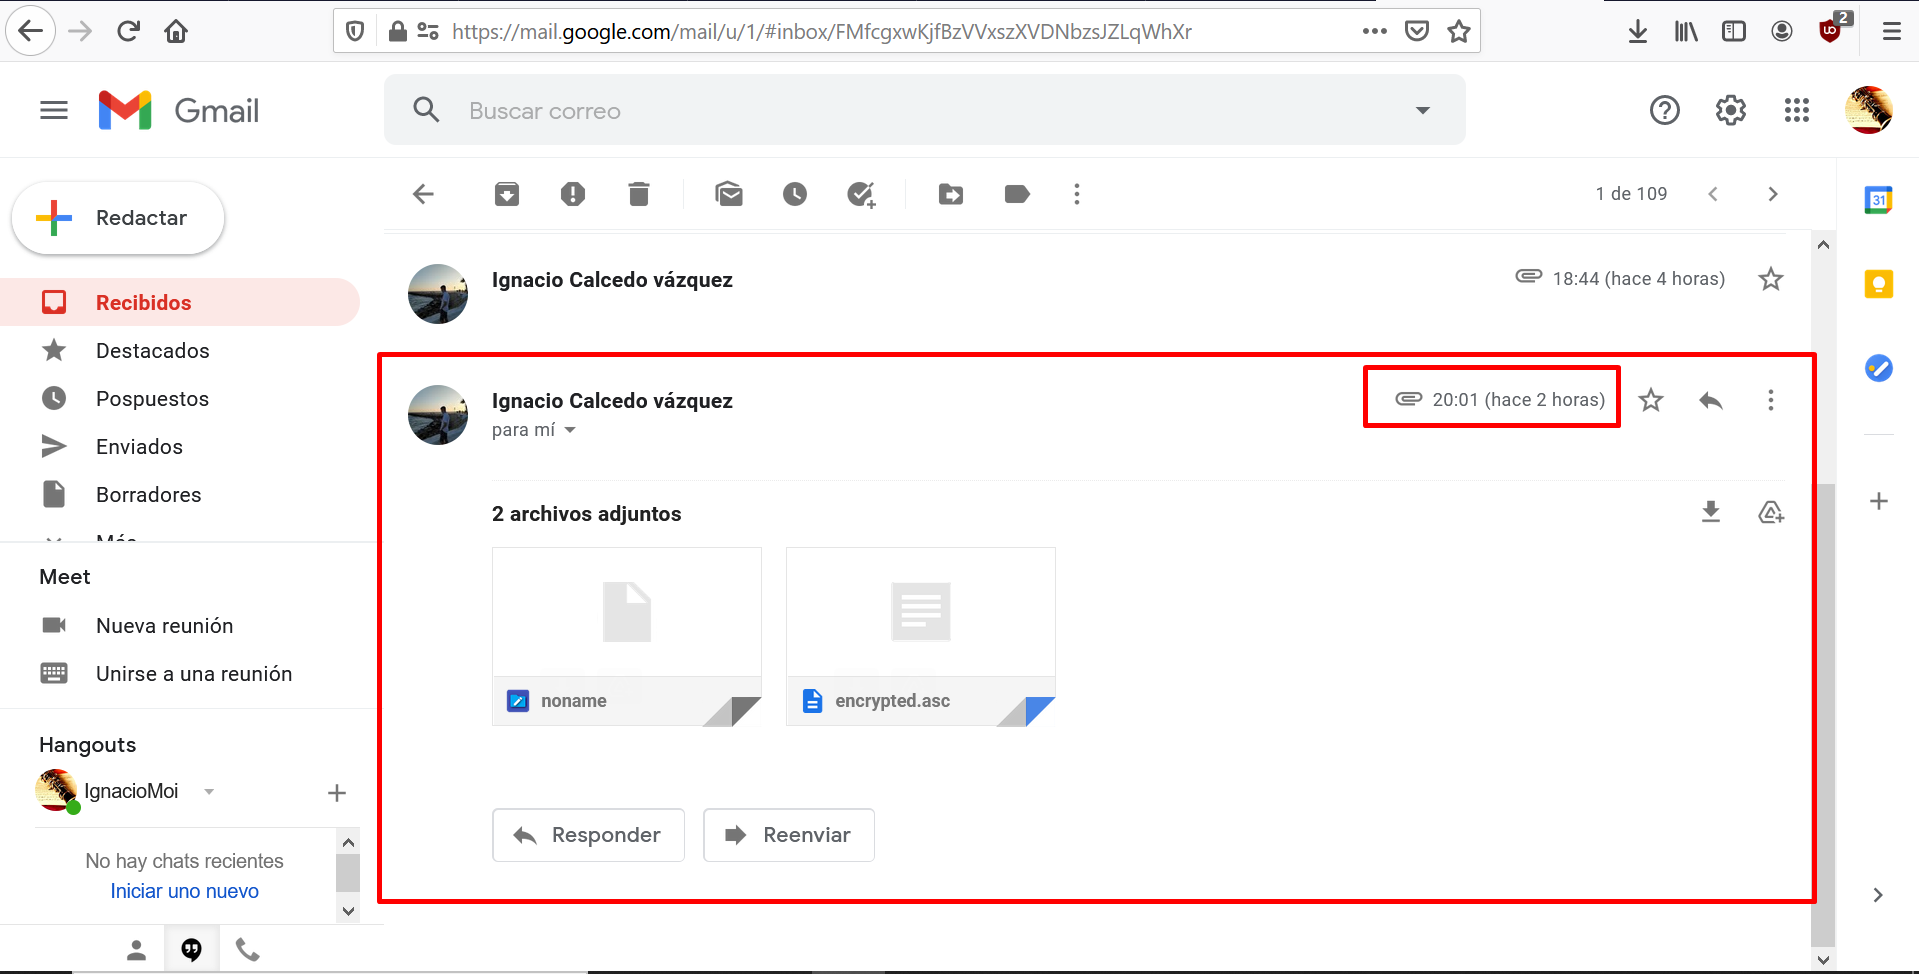 https://mail.google.com/mail/u/1/#inbox/FMfcgxwKjfBzVVxszXVDNbzsJZLqWhXr
2
Gmail
Buscar correo
Redactar
1 de 109
31
Recibidos
Destacados
Pospuestos
Enviados
Borradores
Más
Meet
Nueva reunión
Unirse a una reunión
Hangouts
IgnacioMoi
No hay chats recientes
Iniciar uno nuevo
Ignacio Calcedo vázquez
18:44 (hace 4 horas)
Ignacio Calcedo vázquez
20:01 (hace 2 horas)
para mí
2 archivos adjuntos
noname
encrypted.asc
Responder
Reenviar